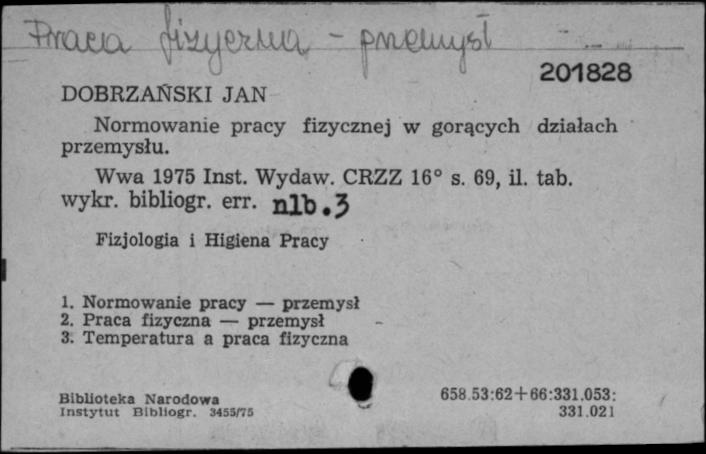 Praca fizyczna - przemysł
201828
DOBRZAŃSKI JAN
Normowanie pracy fizycznej w gorących działach
przemysłu.
Wwa 1975 Inst. Wydaw. CRZZ 16° s. 69, il. tab.
wykr. bibliogr. err. nlb.3
Fizjologia i Higiena Pracy
1. Normowanie pracy — przemysł
2. Praca fizyczna — przemysł
3. Temperatura a praca fizyczna
Biblioteka Narodowa
Instytut Bibliogr. 3455/75
658.53:62+66:331.053:
331.021